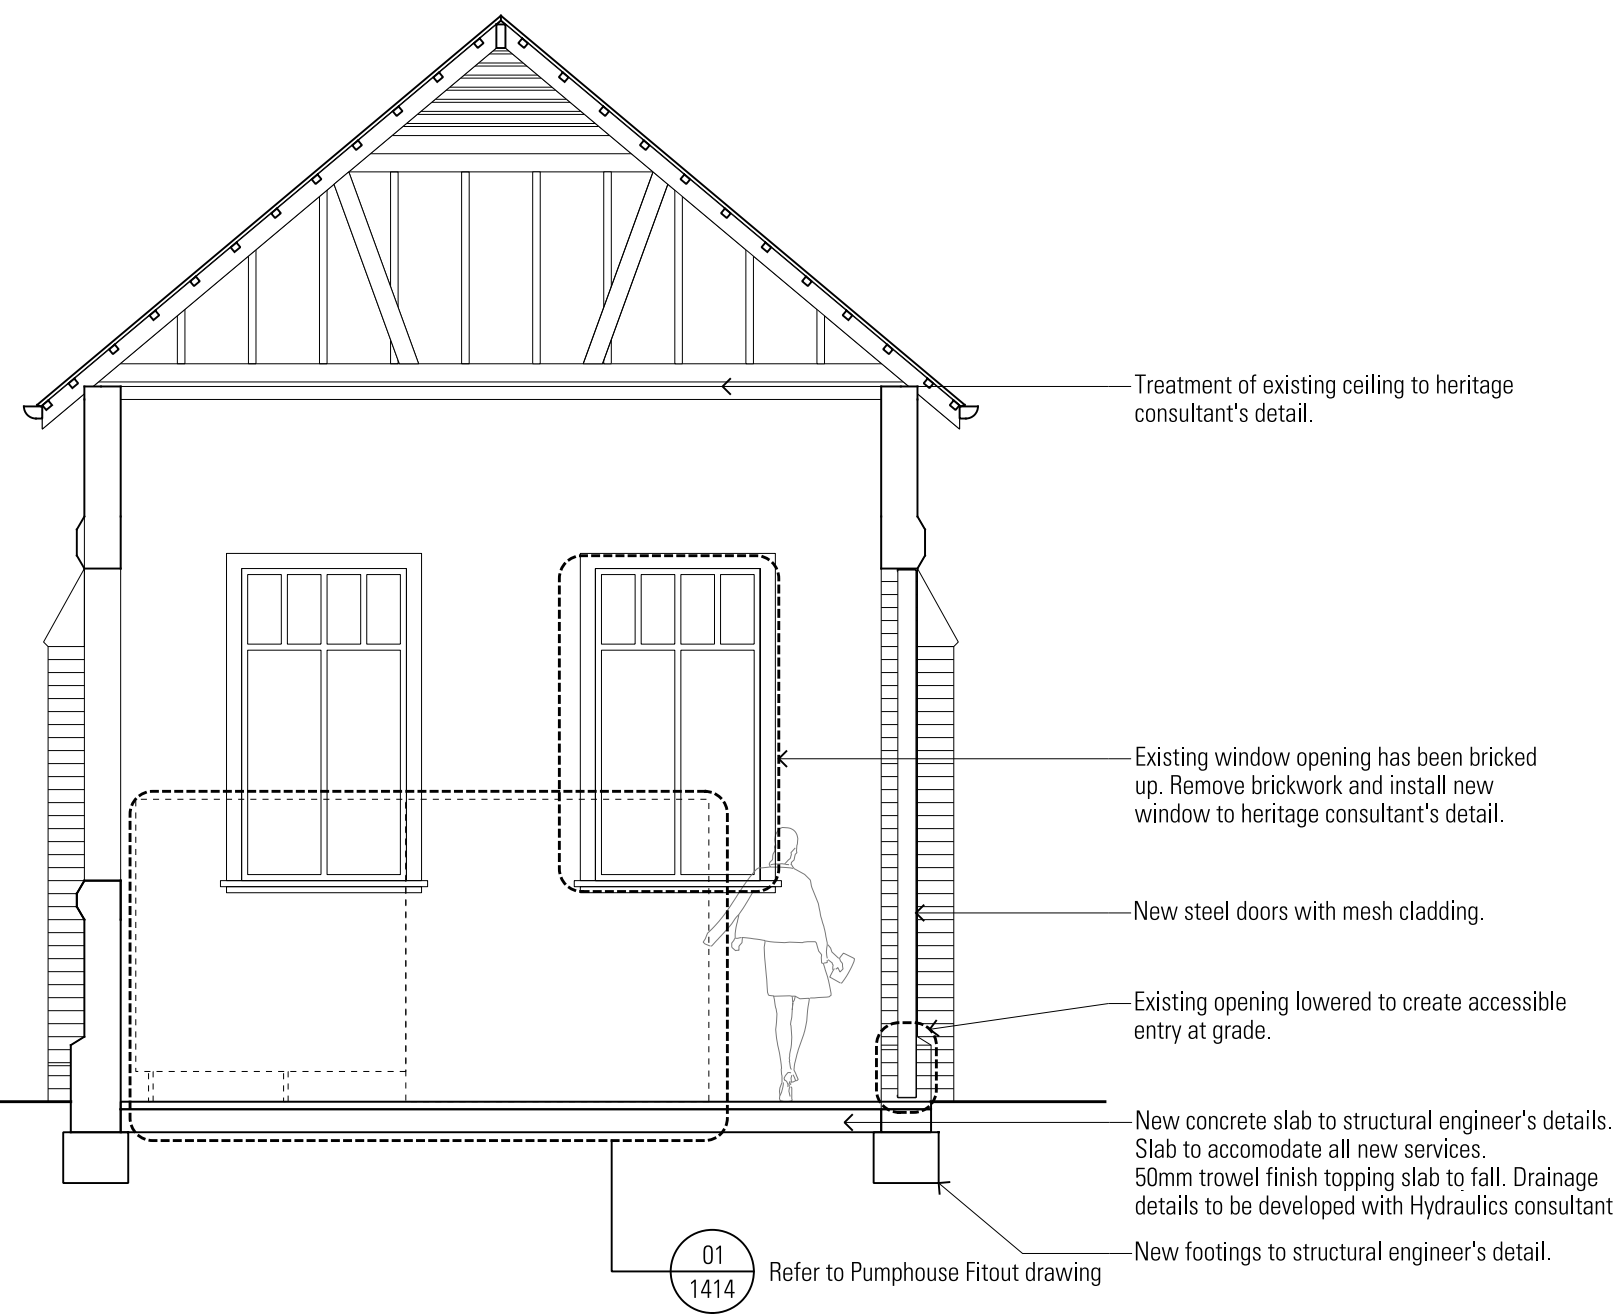 Treatment of existing ceiling to heritage
consultant's detail.
Existing window opening has been bricked
up. Remove brickwork and install new
window to heritage consultant's detail.
New steel doors with mesh cladding.
Existing opening lowered to create accessible
entry at grade.
New concrete slab to structural engineer's details.
Slab to accomodate all new services.
50mm trowel finish topping slab to fall. Drainage
details to be developed with Hydraulics consultant
New footings to structural engineer's detail.
01
1414
Refer to Pumphouse Fitout drawing